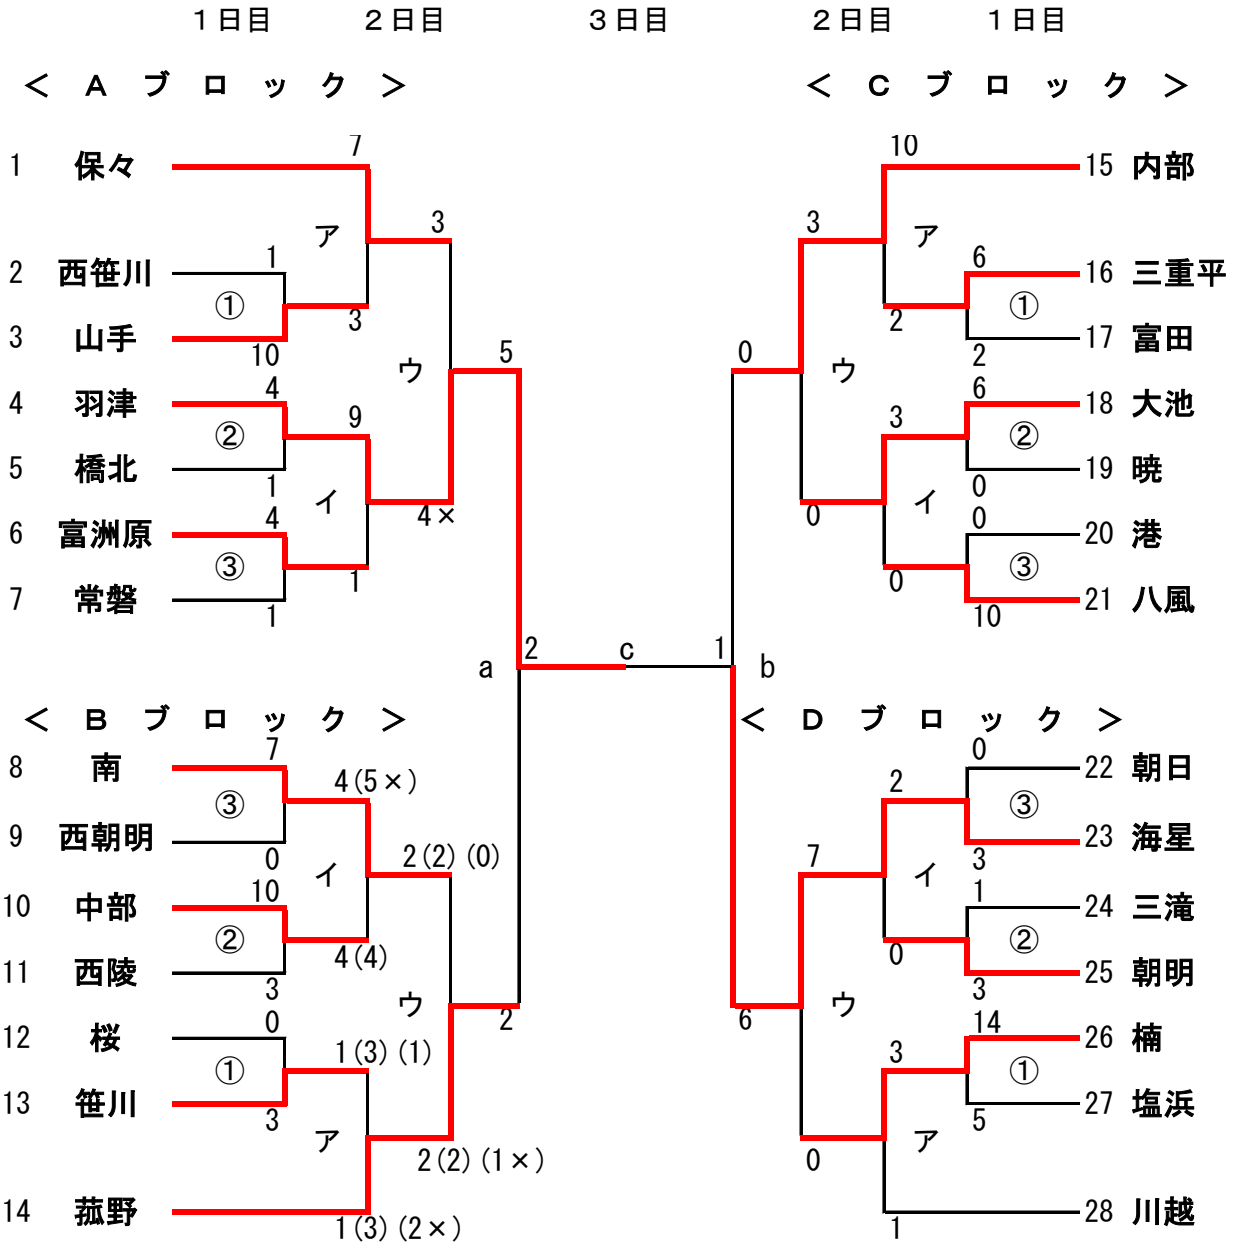 1日目 2日目 3日目 2日目 1日目
＜ A ブ ロ ッ ク ＞ ＜ C ブ ロ ッ ク ＞
7 10
1 保々 15 内部
ア 3 3 ア
2 西笹川 1 6 16 三重平
① ①
3 山手 10 3 2 2 17 富田
ウ 5 0 ウ
4 羽津 4 9 3 6 18 大池
② ②
5 橋北 1 0 19 暁
イ 4× 0 イ
6 富洲原 4 0 20 港
③ 1 0 ③
7 常磐 1 10 21 八風
a 2 c 1 b
＜ B ブ ロ ッ ク ＞ ＜ D ブ ロ ッ ク ＞
8 南 7 4(5×) 2 0 22 朝日
③ ③
9 西朝明 0 2(2)(0) 7 3 23 海星
イ イ
10 中部 10 1 24 三滝
② 4(4) 0 ②
11 西陵 3 3 25 朝明
ウ 2 6 ウ
12 桜 0 14 26 楠
① 1(3)(1) 3 ①
13 笹川 3 5 27 塩浜
ア 2(2)(1×) 0 ア
14 菰野 1(3)(2×) 1 28 川越